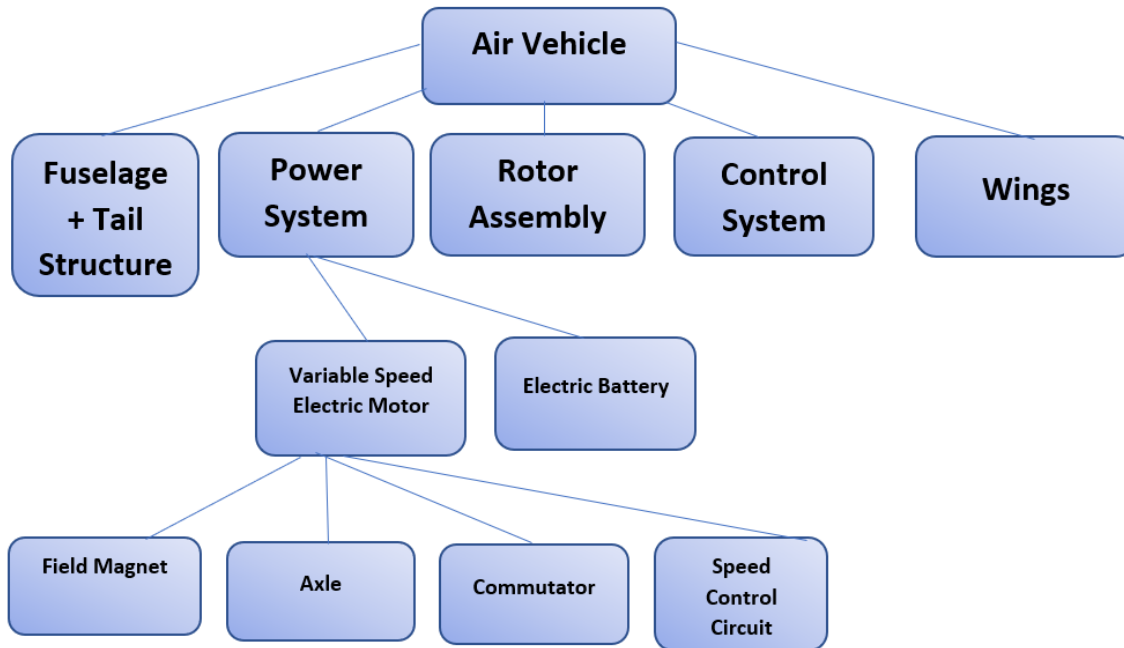 Air Vehicle
Fuselage
+ Tail
Structure
Power
System
Rotor
Assembly
Control
System
Wings
Variable Speed
Electric Motor
Electric Battery
Field Magnet
Axle
Commutator
Speed
Control
Circuit